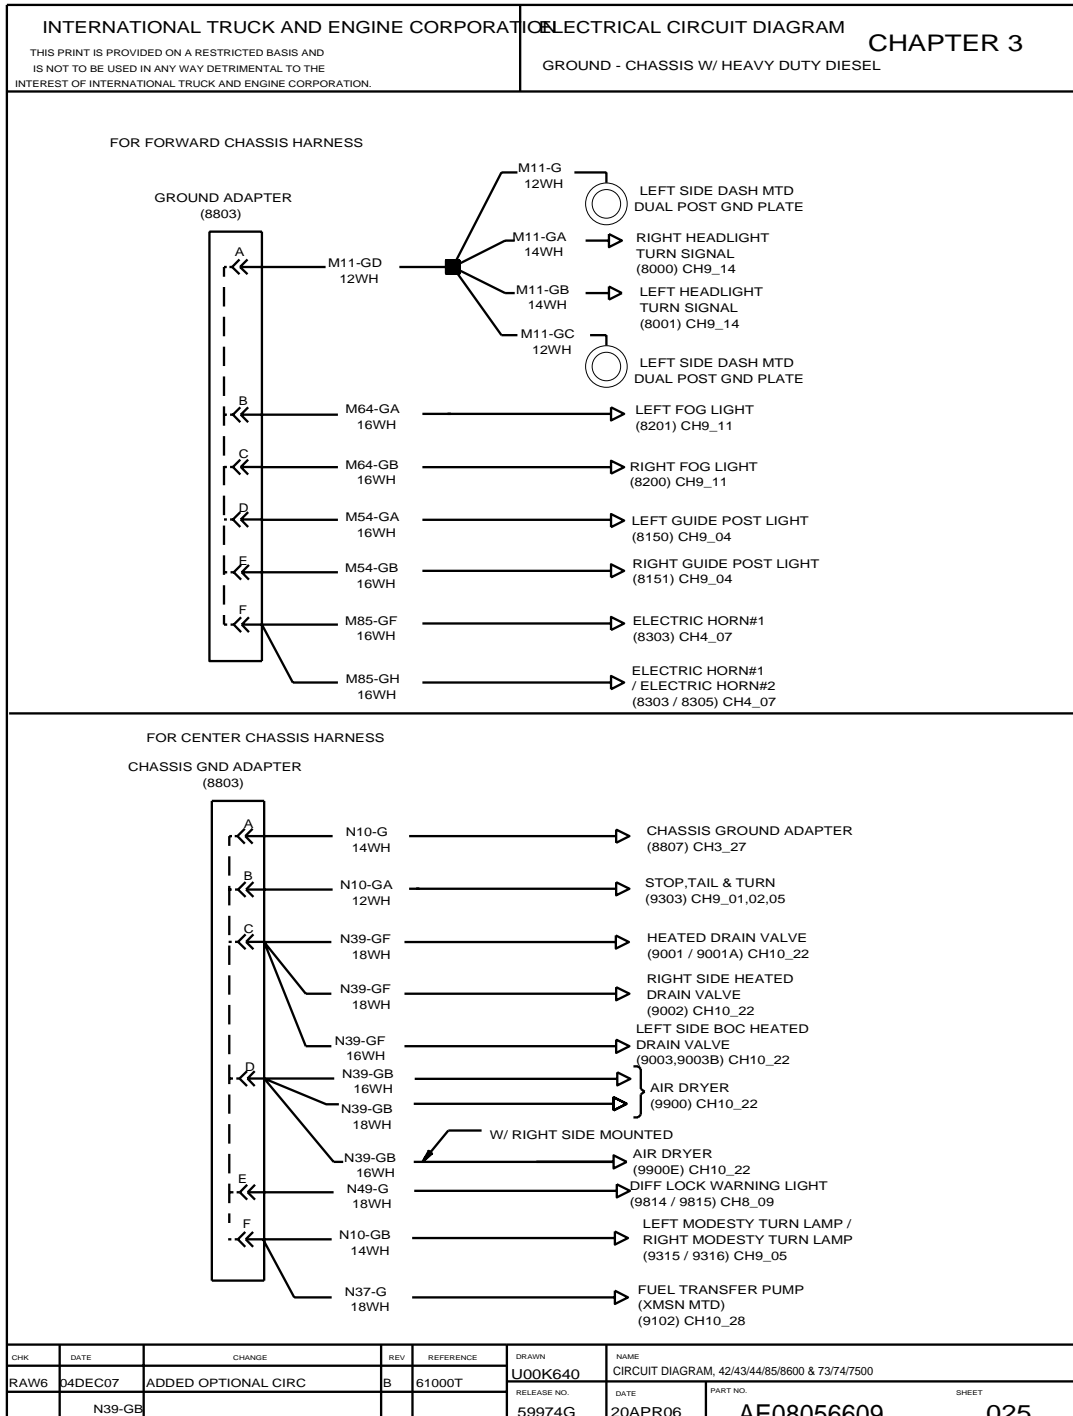 INTERNATIONAL TRUCK AND ENGINE CORPORATION
THIS PRINT IS PROVIDED ON A RESTRICTED BASIS AND
IS NOT TO BE USED IN ANY WAY DETRIMENTAL TO THE
INTEREST OF INTERNATIONAL TRUCK AND ENGINE CORPORATION.
ELECTRICAL CIRCUIT DIAGRAM
CHAPTER 3
GROUND - CHASSIS W/ HEAVY DUTY DIESEL
FOR FORWARD CHASSIS HARNESS
GROUND ADAPTER
(8803)
A
M11-GD
12WH
M11-G
12WH
LEFT SIDE DASH MTD
DUAL POST GND PLATE
M11-GA
14WH
RIGHT HEADLIGHT
TURN SIGNAL
(8000) CH9_14
M11-GB
14WH
LEFT HEADLIGHT
TURN SIGNAL
(8001) CH9_14
M11-GC
12WH
LEFT SIDE DASH MTD
DUAL POST GND PLATE
B
M64-GA
16WH
LEFT FOG LIGHT
(8201) CH9_11
C
M64-GB
16WH
RIGHT FOG LIGHT
(8200) CH9_11
D
M54-GA
16WH
LEFT GUIDE POST LIGHT
(8150) CH9_04
E
M54-GB
16WH
RIGHT GUIDE POST LIGHT
(8151) CH9_04
F
M85-GF
16WH
ELECTRIC HORN#1
(8303) CH4_07
M85-GH
16WH
ELECTRIC HORN#1
/ ELECTRIC HORN#2
(8303 / 8305) CH4_07
FOR CENTER CHASSIS HARNESS
CHASSIS GND ADAPTER
(8803)
A
N10-G
14WH
CHASSIS GROUND ADAPTER
(8807) CH3_27
B
N10-GA
12WH
STOP,TAIL & TURN
(9303) CH9_01,02,05
C
N39-GF
18WH
HEATED DRAIN VALVE
(9001 / 9001A) CH10_22
N39-GF
18WH
RIGHT SIDE HEATED
DRAIN VALVE
(9002) CH10_22
N39-GF
16WH
LEFT SIDE BOC HEATED
DRAIN VALVE
(9003,9003B) CH10_22
D
N39-GB
16WH
N39-GB
18WH
AIR DRYER
(9900) CH10_22
W/ RIGHT SIDE MOUNTED
N39-GB
16WH
AIR DRYER
(9900E) CH10_22
E
N49-G
18WH
DIFF LOCK WARNING LIGHT
(9814 / 9815) CH8_09
F
N10-GB
14WH
LEFT MODESTY TURN LAMP /
RIGHT MODESTY TURN LAMP
(9315 / 9316) CH9_05
N37-G
18WH
FUEL TRANSFER PUMP
(XMSN MTD)
(9102) CH10_28
CHK DATE CHANGE REV REFERENCE
RAW6 04DEC07 ADDED OPTIONAL CIRC B 61000T
N39-GB
DRAWN
U00K640
NAME
CIRCUIT DIAGRAM, 42/43/44/85/8600 & 73/74/7500
RELEASE NO.
59974G
DATE
20APR06
PART NO.
AE08056609
SHEET
025